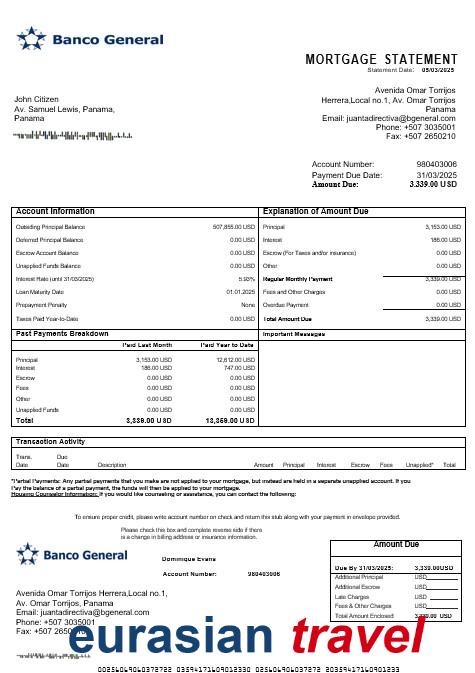 Banco General
MORTGAGE STATEMENT
Statement Date: 05/03/2025
John Citizen
Av. Samuel Lewis, Panama,
Panama
Avenida Omar Torrijos
Herrera,Local no.1, Av. Omar Torrijos
Panama
Email: juantadirectiva@bgeneral.com
Phone: +507 3035001
Fax: +507 2650210
Account Number: 980403006
Payment Due Date: 31/03/2025
Amount Due: 3,339.00 USD
Account Information
Outsiding Principal Balance 507,855.00 USD
Deferred Principal Balance 0.00 USD
Escrow Account Balance 0.00 USD
Unapplied Funds Balance 0.00 USD
Interest Rate (until 31/03/2025) 5.93%
Loan Maturity Date 01.01.2025
Prepayment Penalty None
Taxes Paid Year-to-Date 0.00 USD
Explanation of Amount Due
Principal 3,153.00 USD
Interest 186.00 USD
Escrow (For Taxes and/or insurance) 0.00 USD
Other 0.00 USD
Regular Monthly Payment 3,339.00 USD
Fees and Other Charges 0.00 USD
Overdue Payment 0.00 USD
Total Amount Due 3,339.00 USD
Past Payments Breakdown
Paid Last Month Paid Year to Date
Principal 3,153.00 USD 12,612.00 USD
Interest 186.00 USD 747.00 USD
Escrow 0.00 USD 0.00 USD
Fees 0.00 USD 0.00 USD
Other 0.00 USD 0.00 USD
Unapplied Funds 0.00 USD 0.00 USD
Total 3,339.00 USD 13,359.00 USD
Important Messages
Transaction Activity
Trans. Date Due Date Description Amount Principal Interest Escrow Fees Unapplied* Total
*Partial Payments: Any partial payments that you make are not applied to your mortgage, but instead are held in a separate unapplied account. If you
Pay the balance of a partial payment, the funds will then be applied to your mortgage.
Housing Counselor Information: If you would like counseling or assistance, you can contact the following:
To ensure proper credit, please write account number on check and return this stub along with your payment in envelope provided.
Please check this box and complete reverse side if there
is a change in billing address or insurance information.
Banco General
Dominique Evans
Account Number: 980403006
Amount Due
Due By 31/03/2025: 3,339.00USD
Additional Principal USD
Additional Escrow USD
Late Charges USD
Fees & Other Charges USD
Total Amount Enclosed 3,339.00 USD
Avenida Omar Torrijos Herrera,Local no.1,
Av. Omar Torrijos, Panama
Email: juantadirectiva@bgeneral.com
Phone: +507 3035001
Fax: +507 2650210
eurasian travel